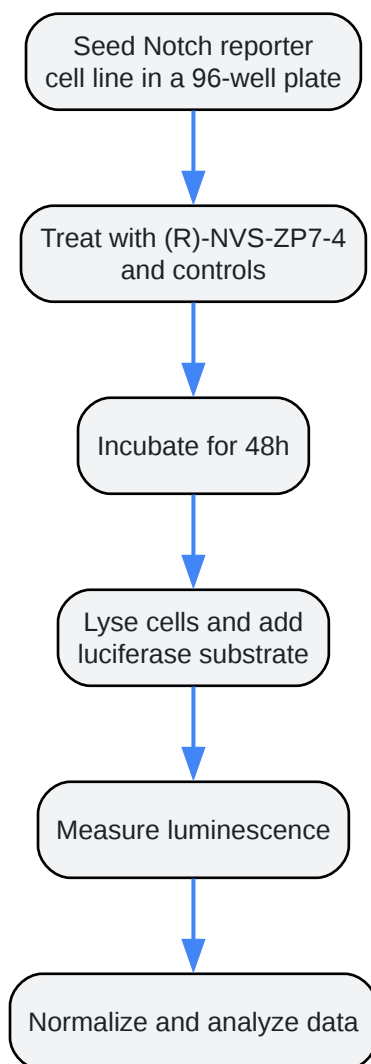 Seed Notch reporter
cell line in a 96-well plate
Treat with (R)-NVS-ZP7-4
and controls
Incubate for 48h
Lyse cells and add
luciferase substrate
Measure luminescence
Normalize and analyze data